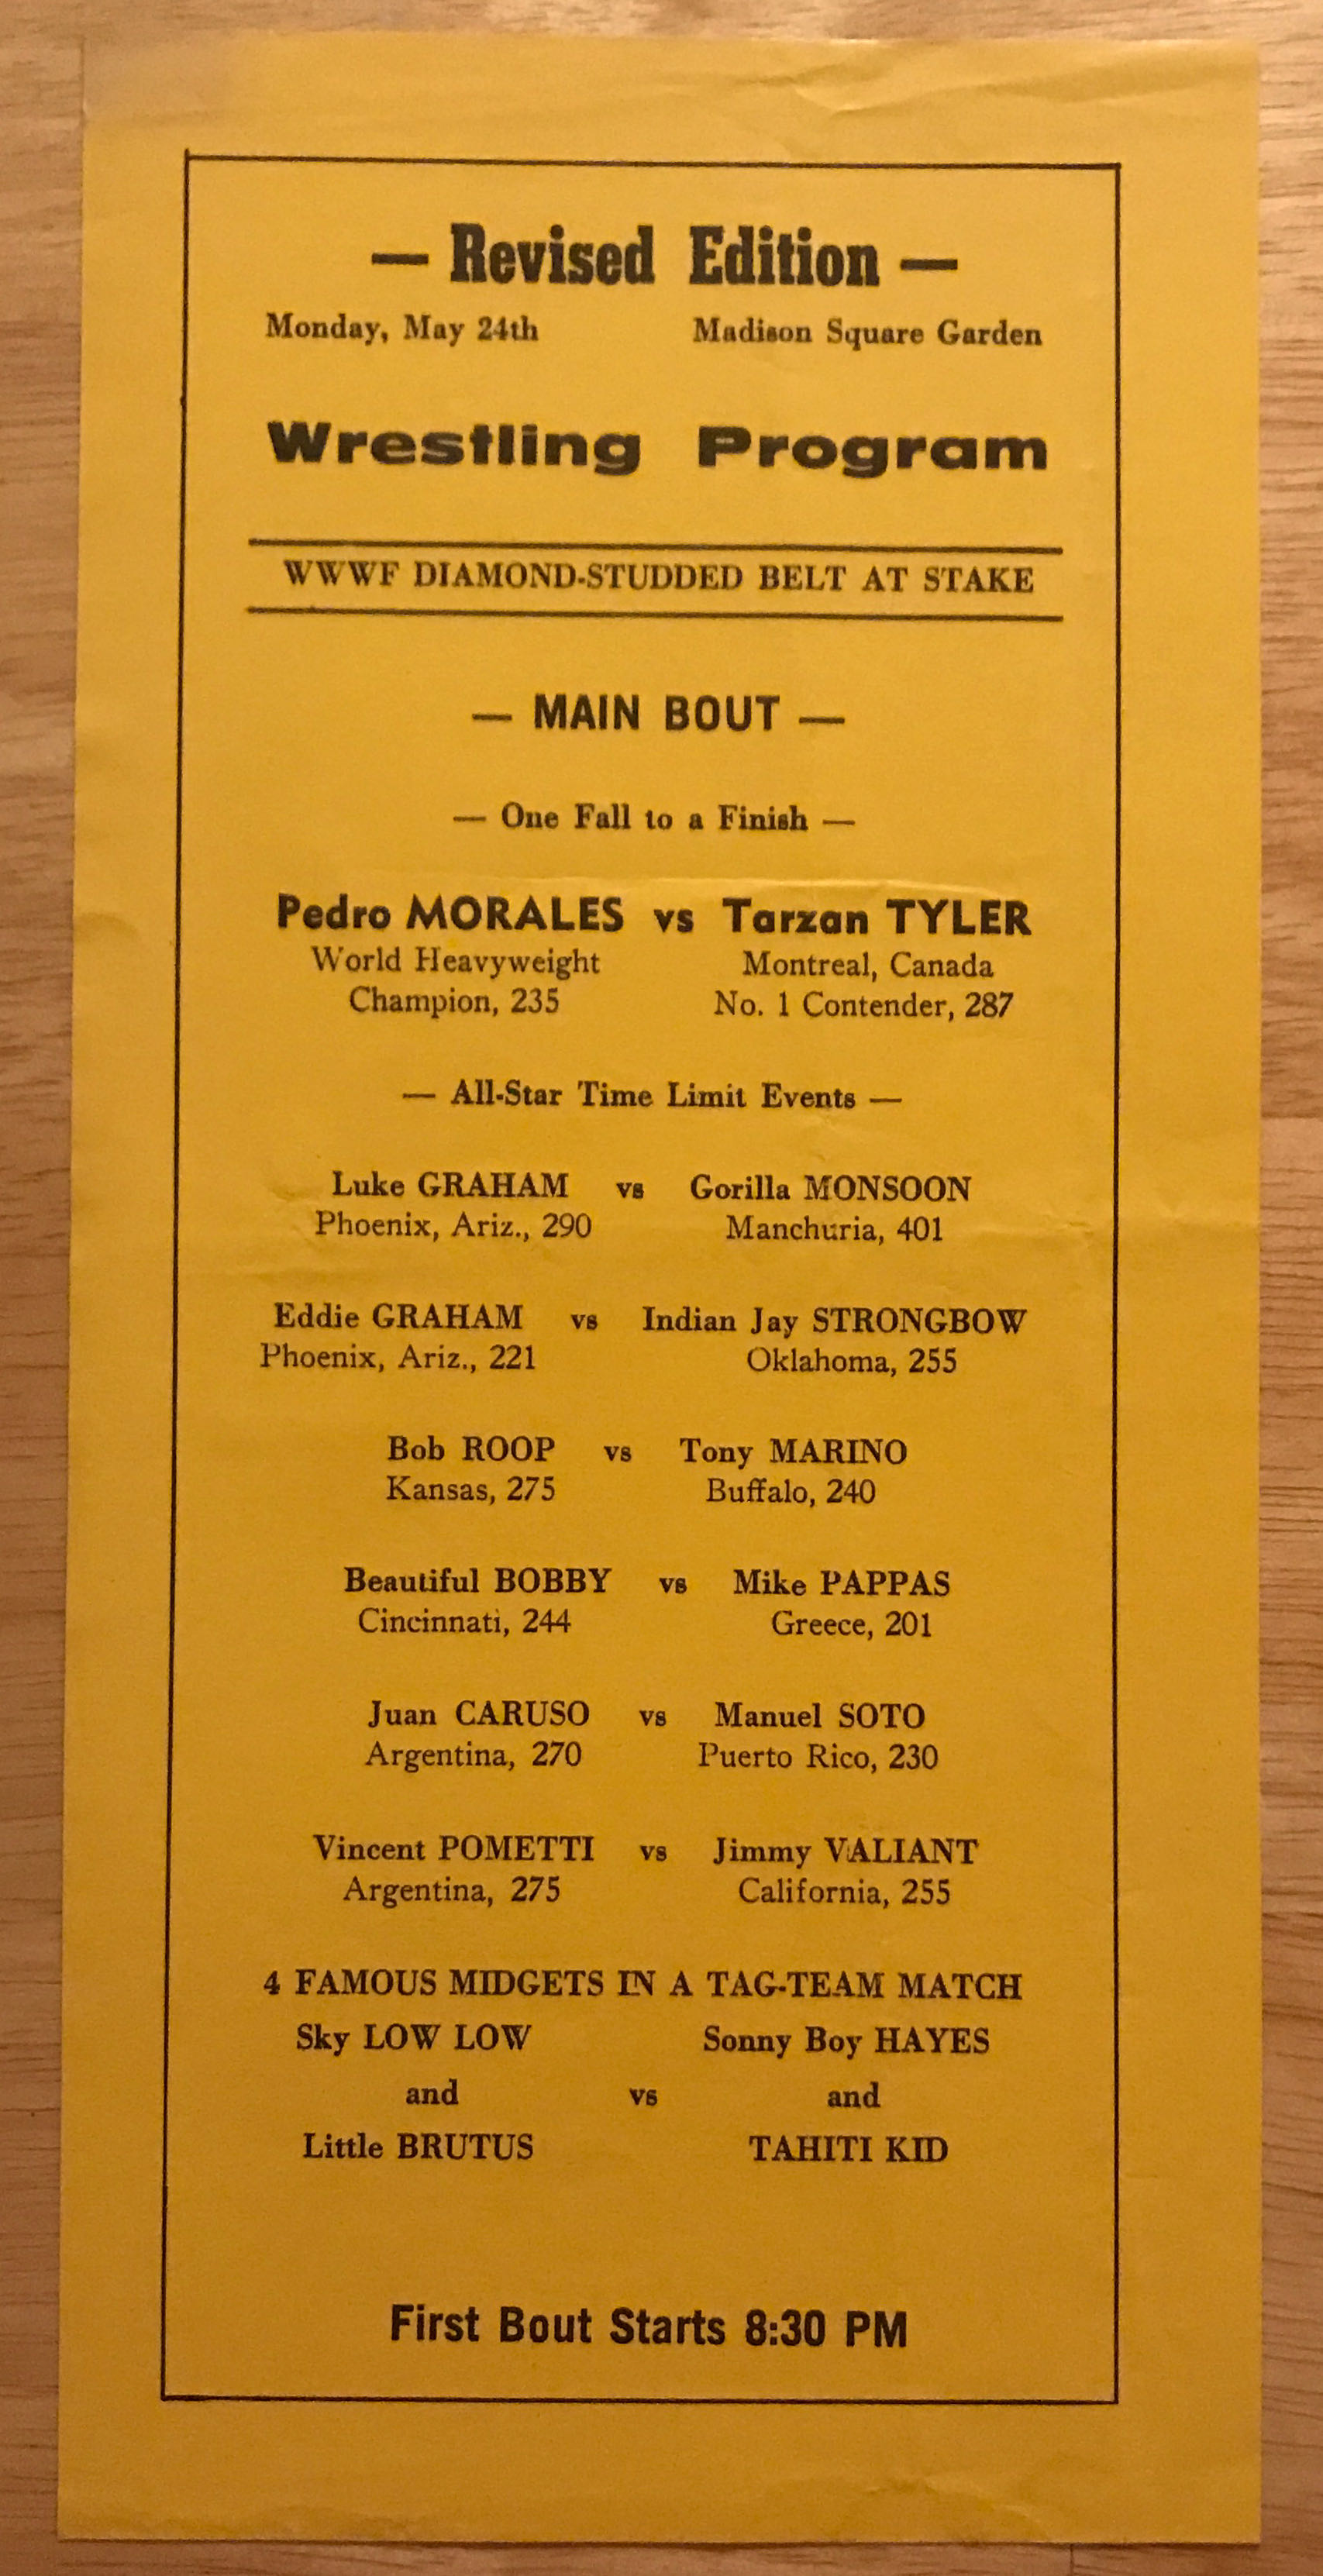 — Revised Edition —
Monday, May 24th Madison Square Garden
Wrestling Program
WWWF DIAMOND-STUDDED BELT AT STAKE
— MAIN BOUT —
— One Fall to a Finish —
Pedro MORALES vs Tarzan TYLER
World Heavyweight Montreal, Canada
Champion, 235 No. 1 Contender, 287
— All-Star Time Limit Events —
Luke GRAHAM vs Gorilla MONSOON
Phoenix, Ariz., 290 Manchuria, 401
Eddie GRAHAM vs Indian Jay STRONGBOW
Phoenix, Ariz., 221 Oklahoma, 255
Bob ROOP vs Tony MARINO
Kansas, 275 Buffalo, 240
Beautiful BOBBY vs Mike PAPPAS
Cincinnati, 244 Greece, 201
Juan CARUSO vs Manuel SOTO
Argentina, 270 Puerto Rico, 230
Vincent POMETTI vs Jimmy VALIANT
Argentina, 275 California, 255
4 FAMOUS MIDGETS IN A TAG-TEAM MATCH
Sky LOW LOW Sonny Boy HAYES
and vs and
Little BRUTUS TAHITI KID
First Bout Starts 8:30 PM